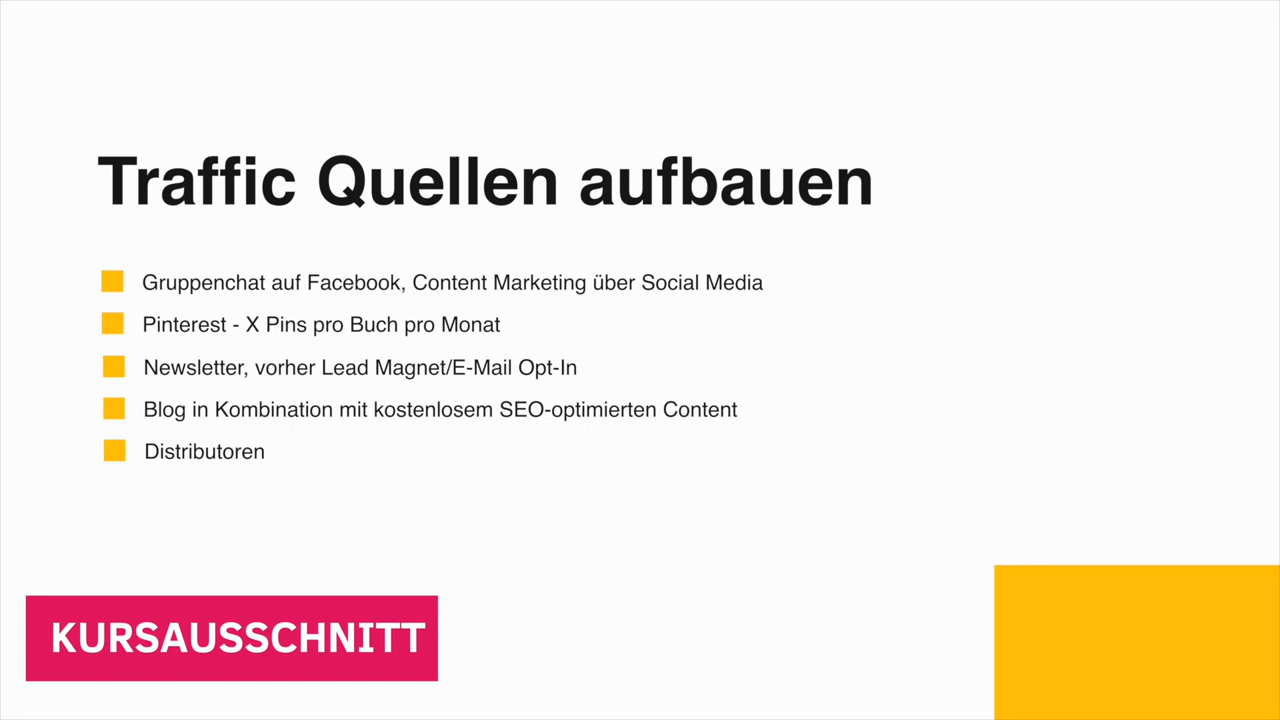 Traffic Quellen aufbauen
Gruppenchat auf Facebook, Content Marketing über Social Media
Pinterest - X Pins pro Buch pro Monat
Newsletter, vorher Lead Magnet/E-Mail Opt-In
Blog in Kombination mit kostenlosem SEO-optimierten Content
Distributoren
KURSAUSSCHNITT